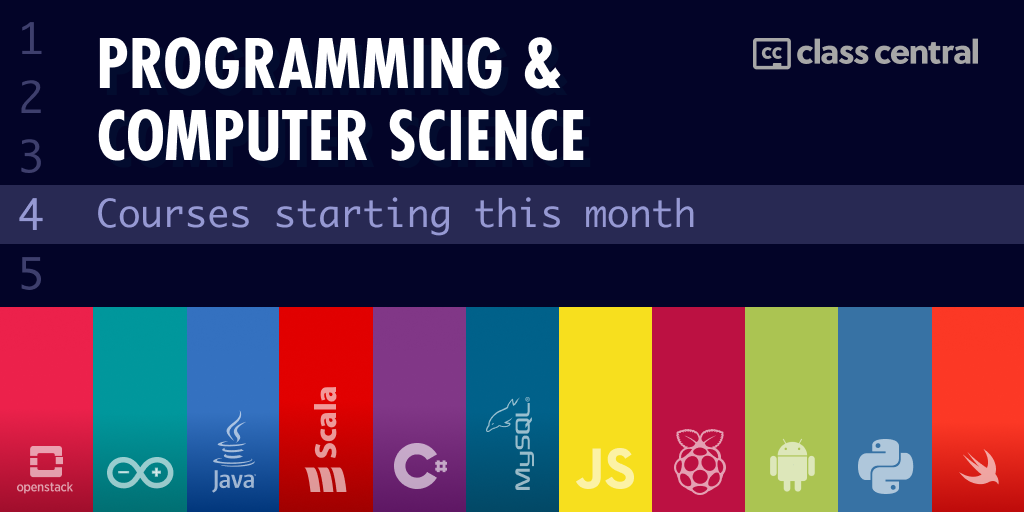 1
PROGRAMMING &
cc class central
2
COMPUTER SCIENCE
3
4 Courses starting this month
5
openstack
Java
Scala
C#
MySQL®
JS